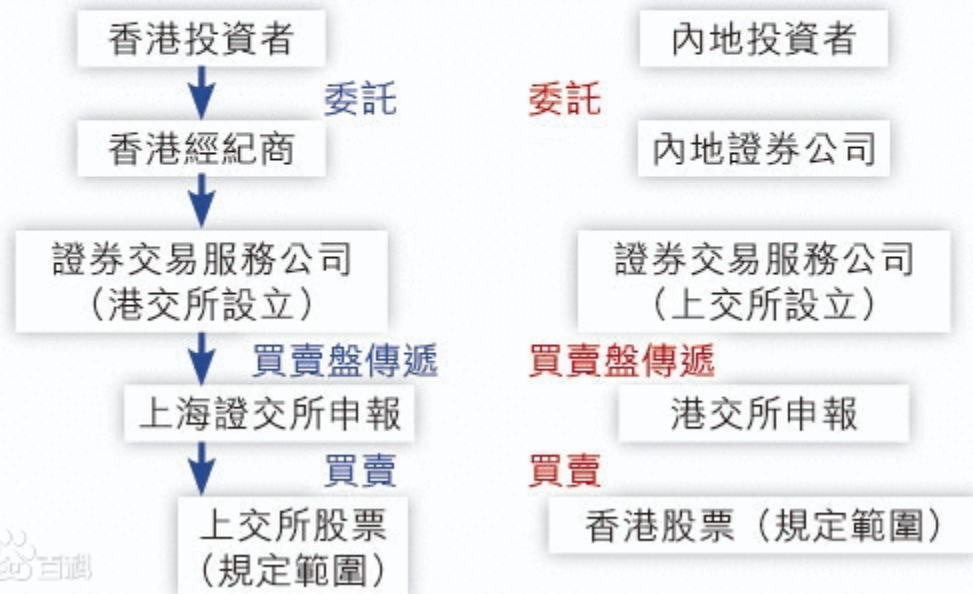 香港投資者
委託
香港經紀商
證券交易服務公司
（港交所設立）
買賣盤傳遞
上海證交所申報
買賣
上交所股票
（規定範圍）
內地投資者
委託
內地證券公司
證券交易服務公司
（上交所設立）
買賣盤傳遞
港交所申報
買賣
香港股票（規定範圍）
百科